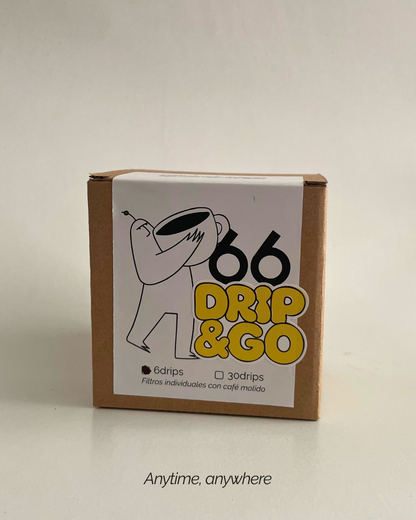 66
DRIP
&GO
6drips 30drips
Filtros individuales con café molido
Anytime, anywhere